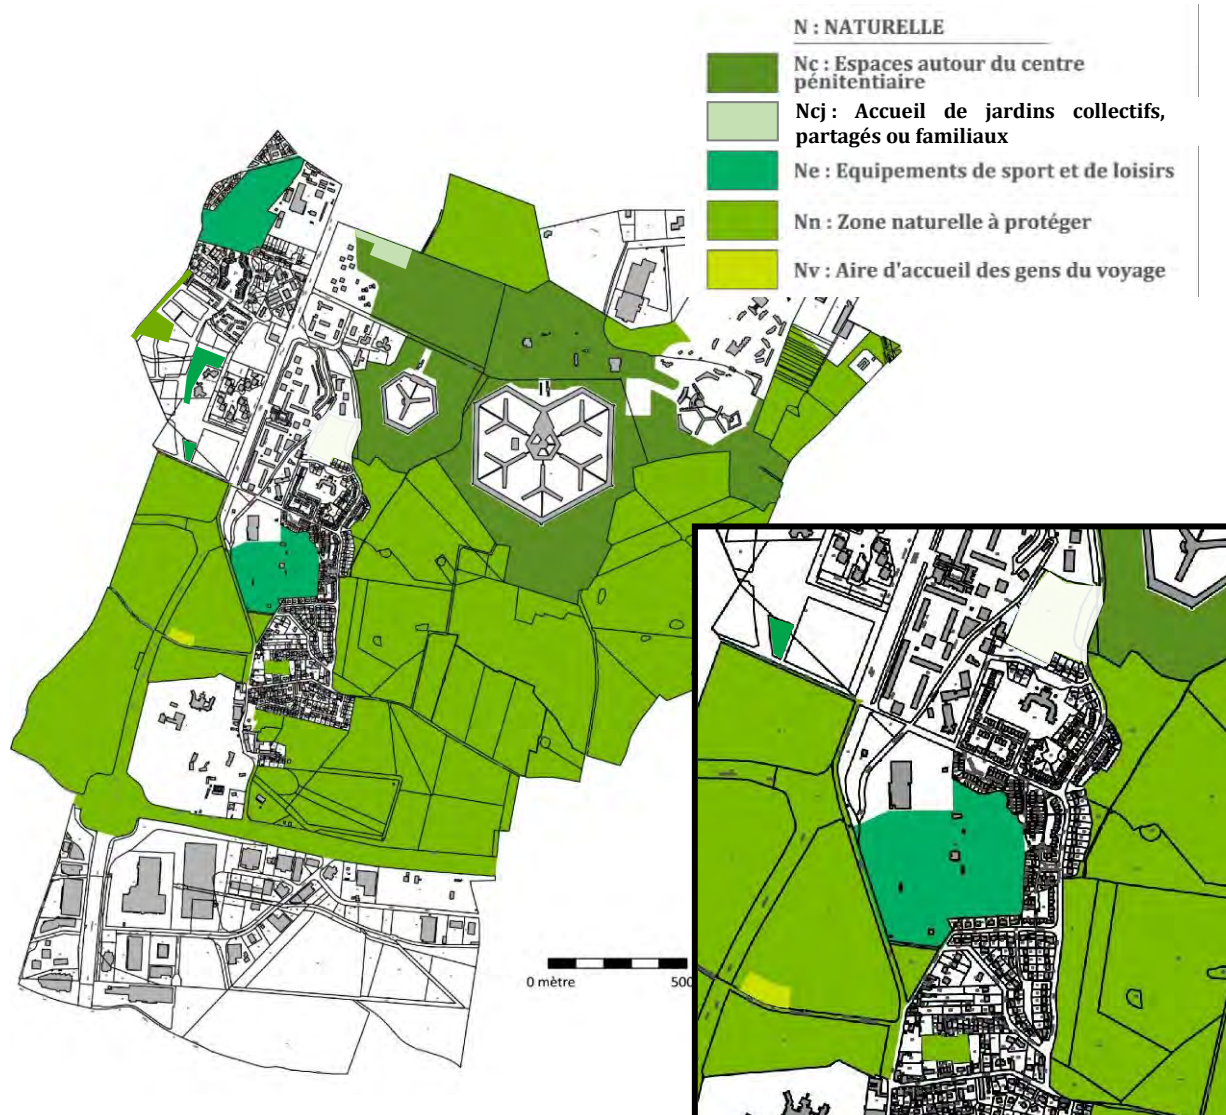 N : NATURELLE
Nc : Espaces autour du centre
pénitentiaire
Ncj : Accueil de jardins collectifs,
partagés ou familiaux
Ne : Equipements de sport et de loisirs
Nn : Zone naturelle à protéger
Nv : Aire d'accueil des gens du voyage
0 mètre
500